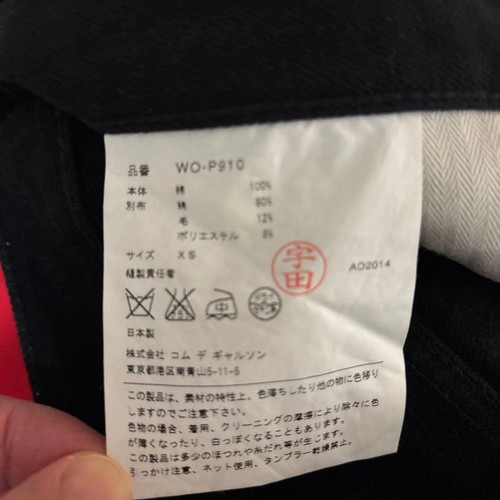 品番 WO-P910
本体 綿 100%
別布 綿 80%
毛 12%
ポリエステル 8%
サイズ XS
縫製責任者 宇田
AD2014
中 ドライ
日本製
株式会社 コム デ ギャルソン
東京都港区南青山5-11-5
この製品は、素材の特性上、色落ちしたり他の物に色移り
しますのでご注意下さい。
色物の場合、着用、クリーニングの摩擦により除々に色
が薄くなったり、白っぽくなることもあります。
この製品は多少のほつれや糸だれ等が生じます。
引っかけ注意、ネット使用、タンブラー乾燥禁止。